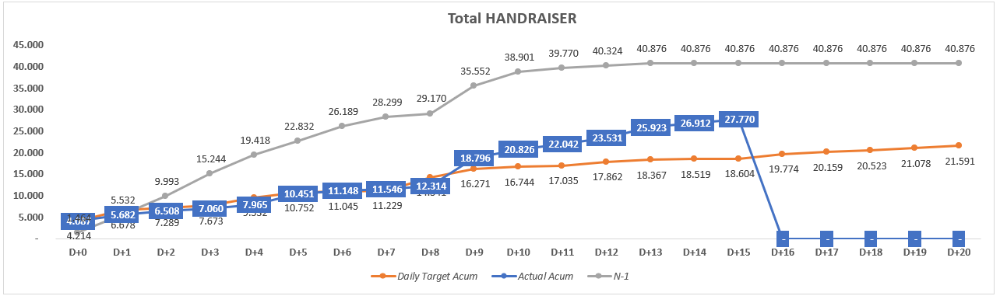 Total HANDRAISER
45.000
40.000
35.000
30.000
25.000
20.000
15.000
10.000
5.000
-
1.464 5.532 9.993 15.244 19.418 22.832 26.189 28.299 29.170 35.552 38.901 39.770 40.324 40.876 40.876 40.876 40.876 40.876 40.876 40.876 40.876
4.087 5.682 6.508 7.060 7.965 10.451 11.148 11.546 12.314 18.796 20.826 22.042 23.531 25.923 26.912 27.770 - - - - -
4.214 6.678 7.289 7.673 10.752 11.045 11.229 16.271 16.744 17.035 17.862 18.367 18.519 18.604 19.774 20.159 20.523 21.078 21.591
D+0 D+1 D+2 D+3 D+4 D+5 D+6 D+7 D+8 D+9 D+10 D+11 D+12 D+13 D+14 D+15 D+16 D+17 D+18 D+19 D+20
Daily Target Acum Actual Acum N-1